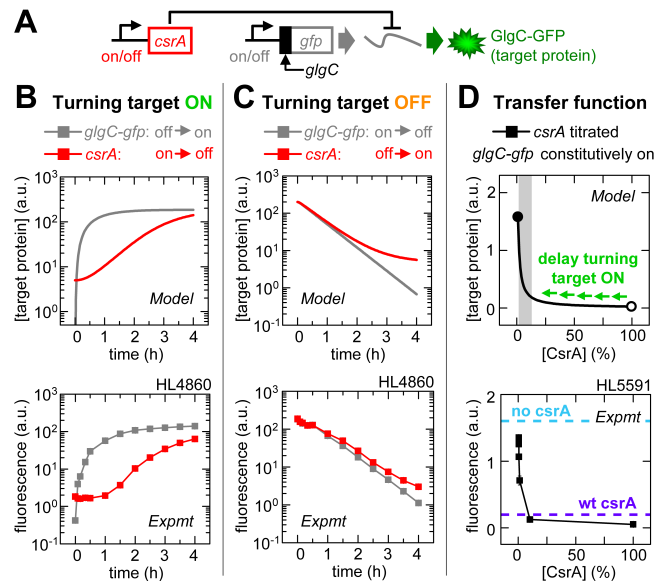 A
csrA
on/off
gfp
on/off
glgC
GlgC-GFP
(target protein)
B Turning target ON
glgC-gfp: off → on
csrA: on → off
[target protein] (a.u.)
10³
10²
10¹
10⁰
Model
0 1 2 3 4
time (h)
HL4860
fluorescence (a.u.)
10³
10²
10¹
10⁰
10⁻¹
Expmt
0 1 2 3 4
time (h)
C Turning target OFF
glgC-gfp: on → off
csrA: off → on
[target protein] (a.u.)
10³
10²
10¹
10⁰
10⁻¹
Model
0 1 2 3 4
time (h)
HL4860
fluorescence (a.u.)
10³
10²
10¹
10⁰
10⁻¹
Expmt
0 1 2 3 4
time (h)
D Transfer function
csrA titrated
glgC-gfp constitutively on
[target protein] (a.u.)
2
1
0
Model
delay turning
target ON
0 50 100
[CsrA] (%)
HL5591
fluorescence (a.u.)
2
1
0
no csrA
Expmt
wt csrA
0 25 50 75 100
[CsrA] (%)